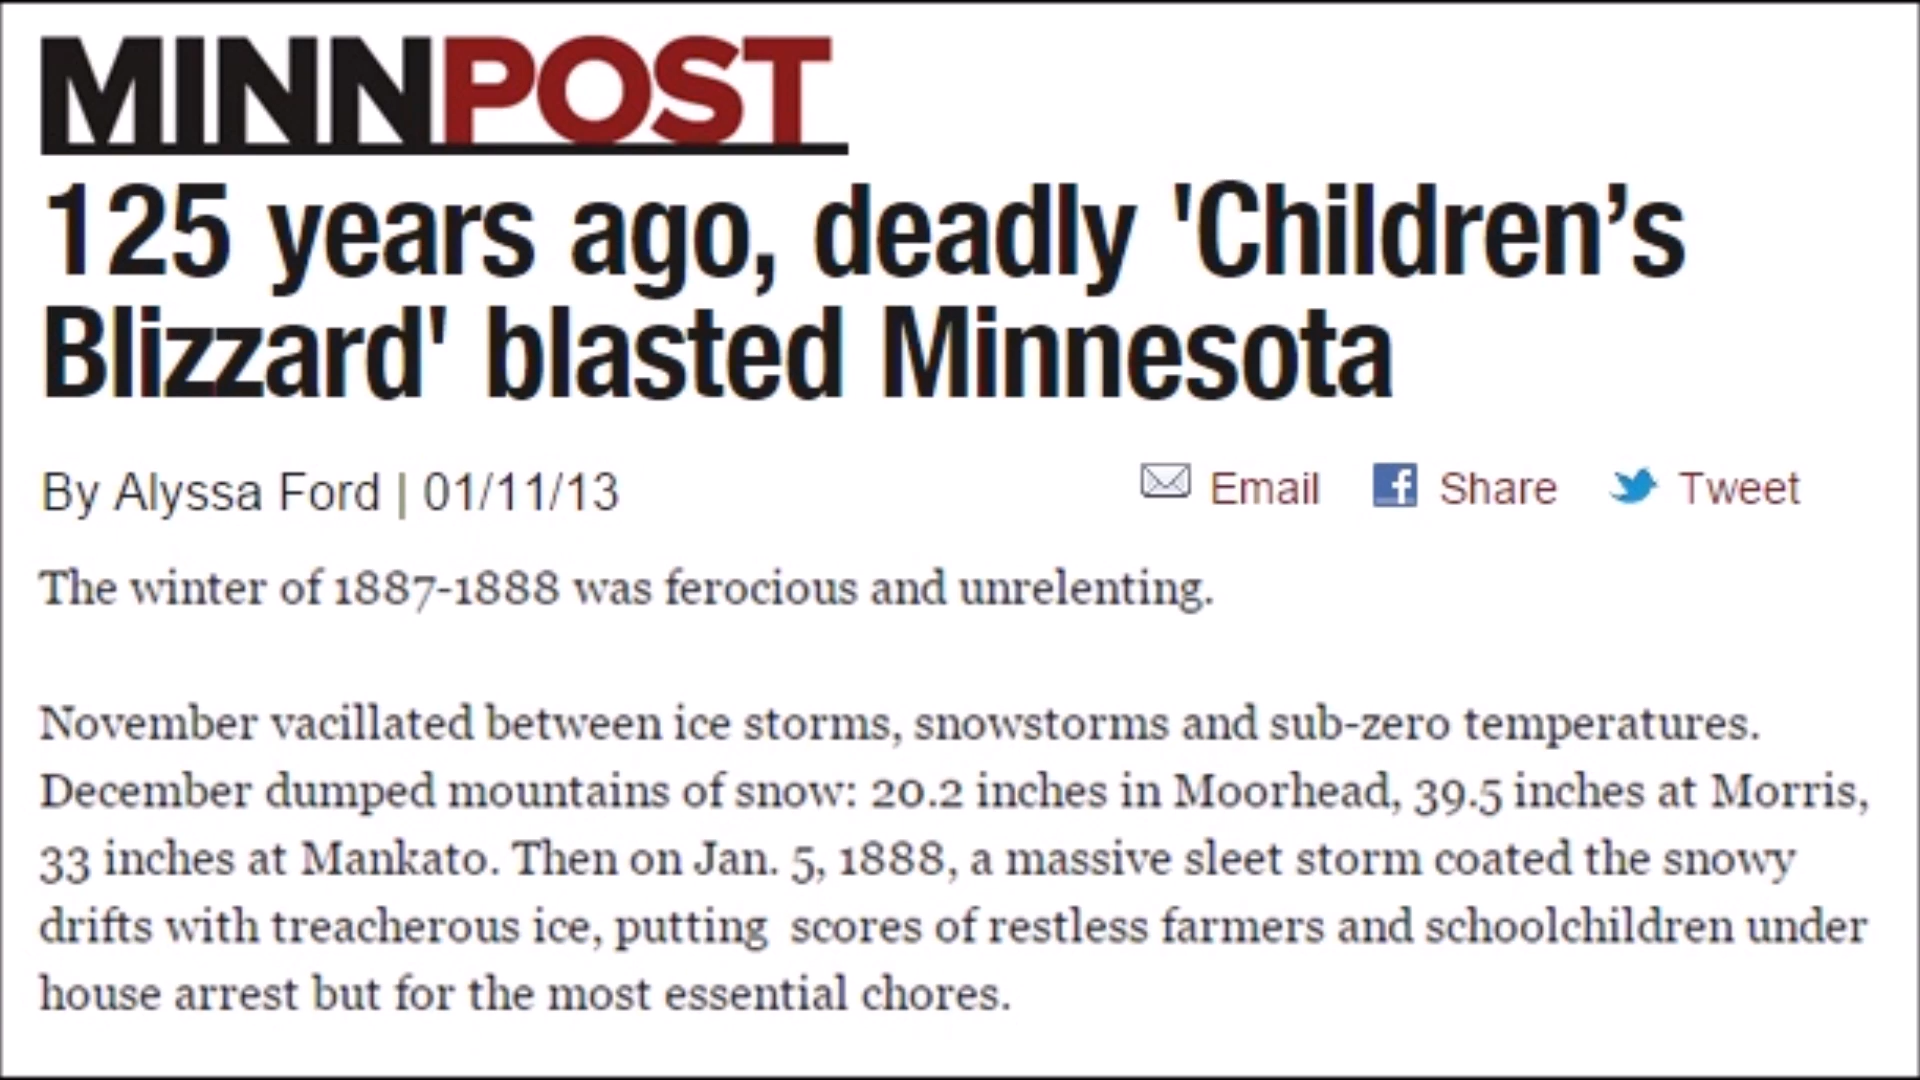 MINNPOST
125 years ago, deadly 'Children’s
Blizzard' blasted Minnesota
By Alyssa Ford | 01/11/13
Email Share Tweet
The winter of 1887-1888 was ferocious and unrelenting.
November vacillated between ice storms, snowstorms and sub-zero temperatures.
December dumped mountains of snow: 20.2 inches in Moorhead, 39.5 inches at Morris,
33 inches at Mankato. Then on Jan. 5, 1888, a massive sleet storm coated the snowy
drifts with treacherous ice, putting scores of restless farmers and schoolchildren under
house arrest but for the most essential chores.